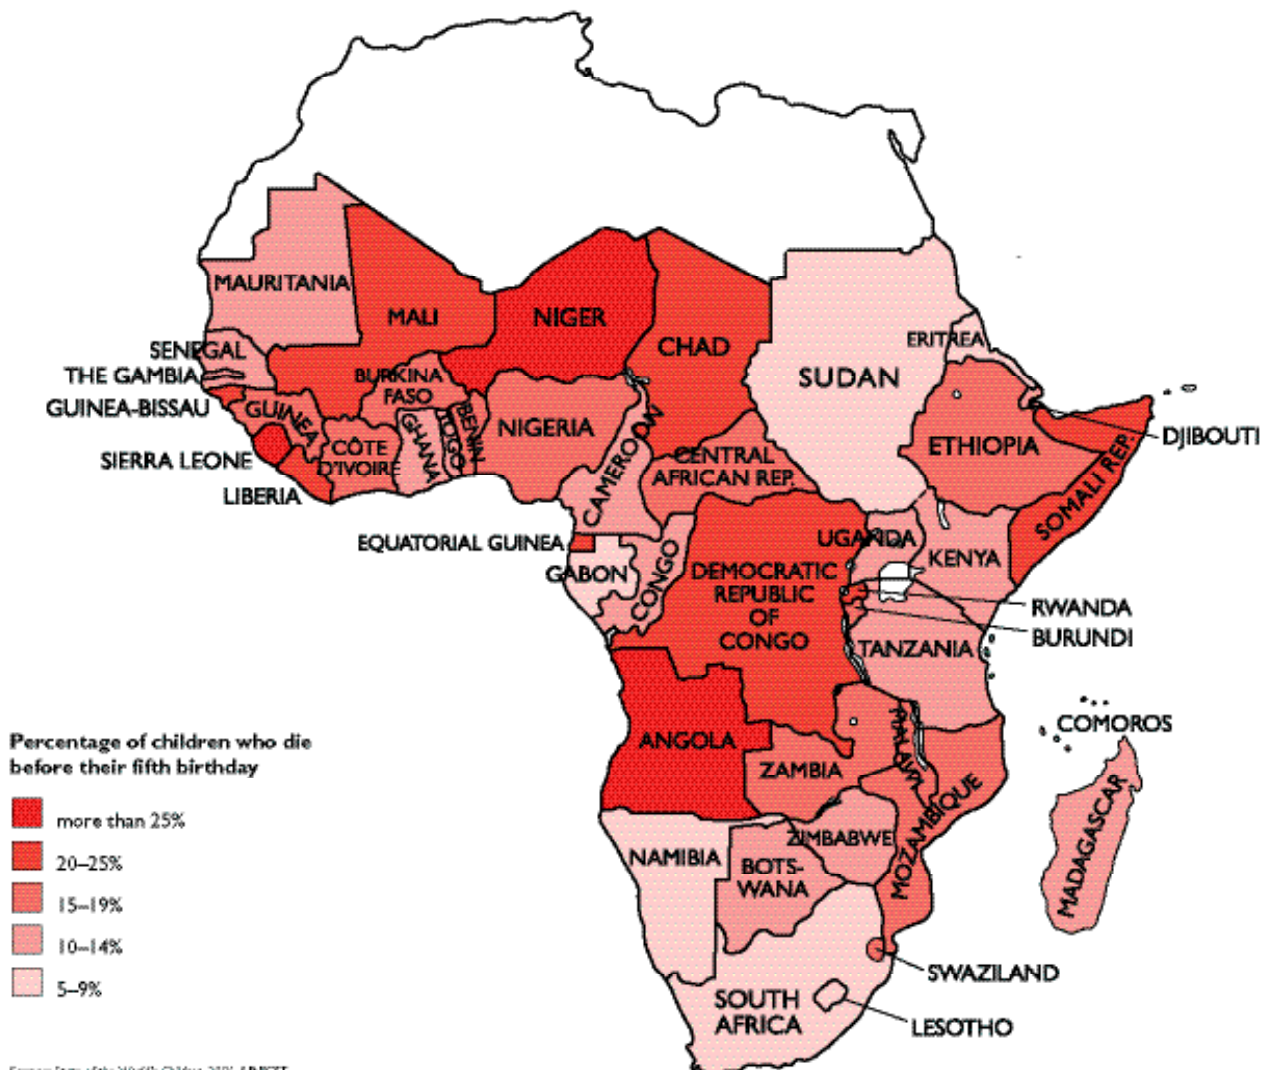 MAURITANIA
MALI
NIGER
CHAD
SUDAN
ERITREA
SENEGAL
THE GAMBIA
GUINEA-BISSAU
GUINEA
BURKINA
FASO
SIERRA LEONE
LIBERIA
CÔTE
D'IVOIRE
GHANA
TOGO
BENIN
NIGERIA
CAMEROON
CENTRAL
AFRICAN REP.
ETHIOPIA
DJIBOUTI
SOMALI REP.
EQUATORIAL GUINEA
GABON
CONGO
DEMOCRATIC
REPUBLIC
OF
CONGO
UGANDA
KENYA
RWANDA
BURUNDI
TANZANIA
ANGOLA
ZAMBIA
MALAWI
MOZAMBIQUE
COMOROS
MADAGASCAR
NAMIBIA
BOTS-
WANA
ZIMBABWE
SWAZILAND
SOUTH
AFRICA
LESOTHO
Percentage of children who die
before their fifth birthday
more than 25%
20–25%
15–19%
10–14%
5–9%